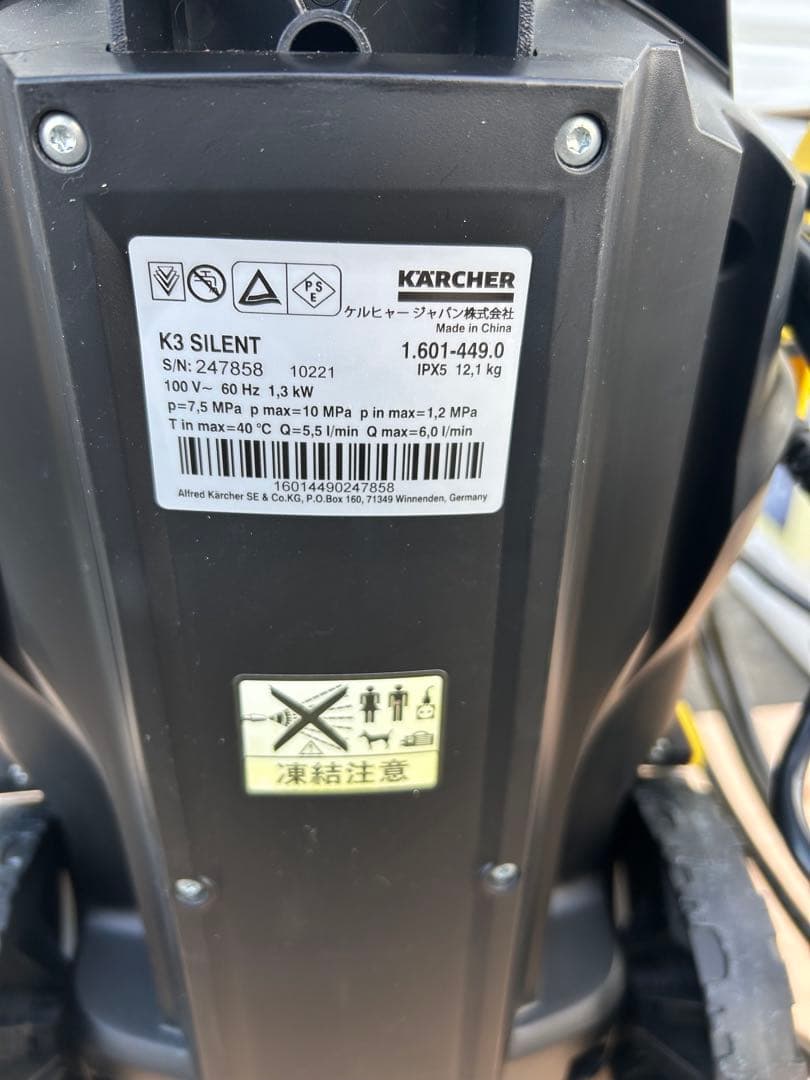 PS
E
KÄRCHER
ケルヒャー ジャパン株式会社
Made in China
K3 SILENT
1.601-449.0
S/N: 247858 10221
IPX5 12,1 kg
100 V~ 60 Hz 1,3 kW
p=7,5 MPa p max=10 MPa p in max=1,2 MPa
T in max=40 °C Q=5,5 l/min Q max=6,0 l/min
16014490247858
Alfred Kärcher SE & Co.KG, P.O.Box 160, 71349 Winnenden, Germany
凍結注意